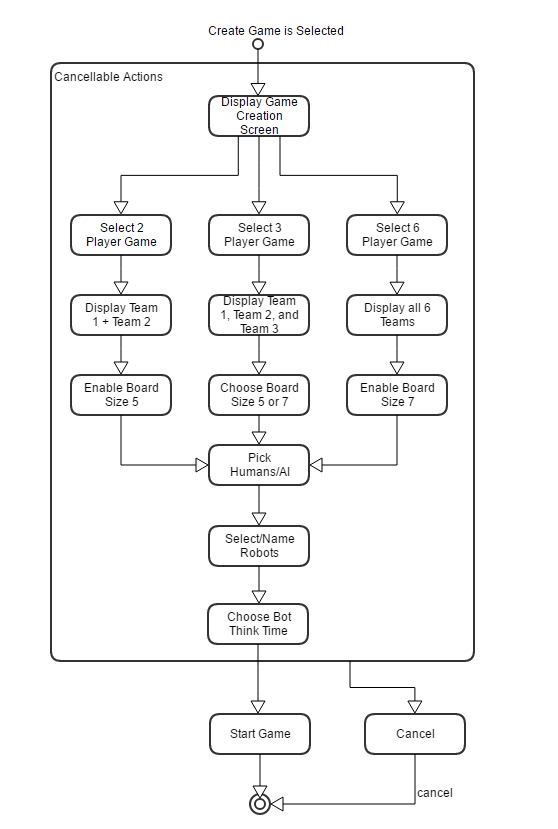 Create Game is Selected
Cancellable Actions
Display Game
Creation
Screen
Select 2
Player Game
Select 3
Player Game
Select 6
Player Game
Display Team
1 + Team 2
Display Team
1, Team 2, and
Team 3
Display all 6
Teams
Enable Board
Size 5
Choose Board
Size 5 or 7
Enable Board
Size 7
Pick
Humans/AI
Select/Name
Robots
Choose Bot
Think Time
Start Game
Cancel
cancel